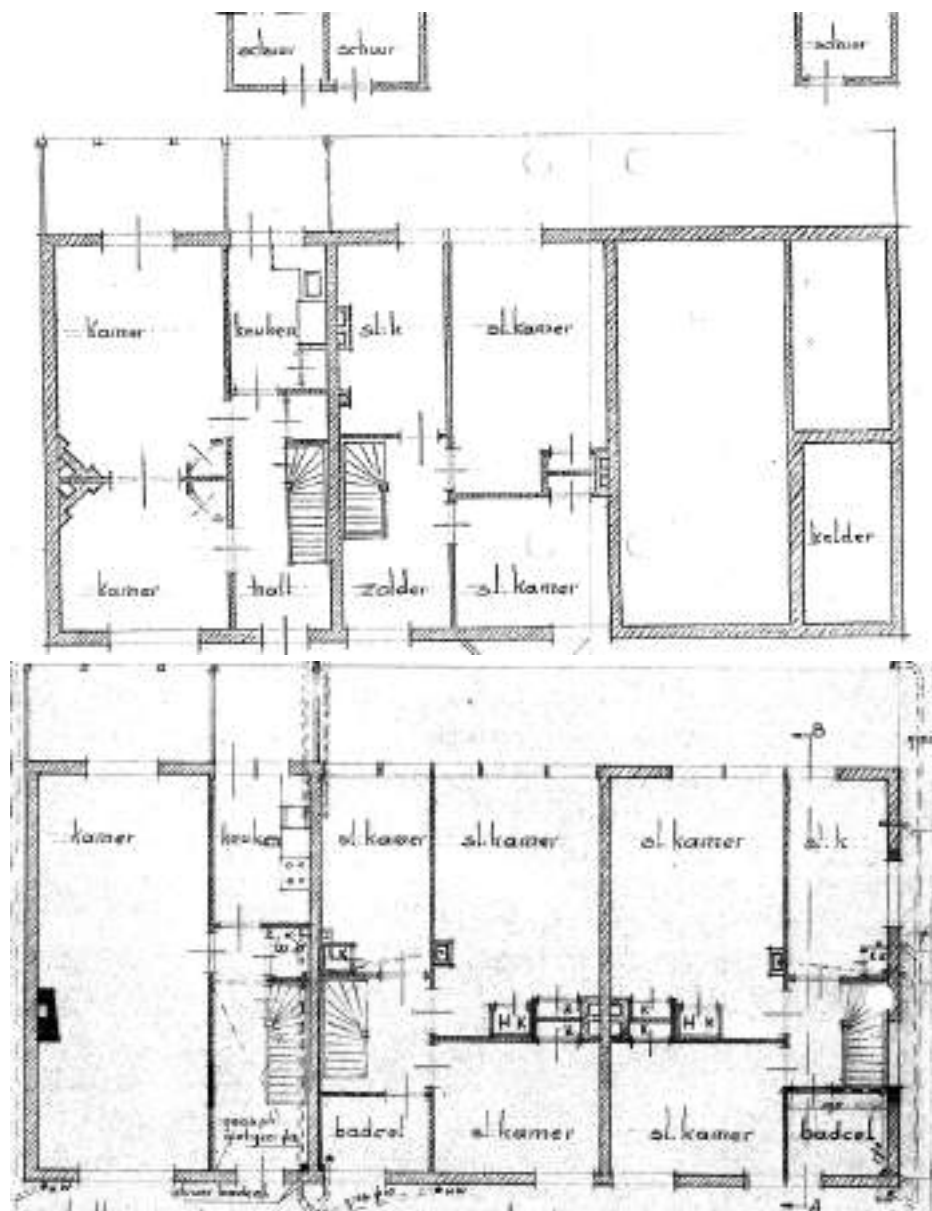 schuur schuur schuur
kamer keuken sl.k sl.kamer
kelder
kamer hall zolder sl.kamer
B
kamer keuken sl.kamer sl.kamer sl.kamer sl.k
K
H K K K H K
K K
badcel sl.kamer sl.kamer badcel
A